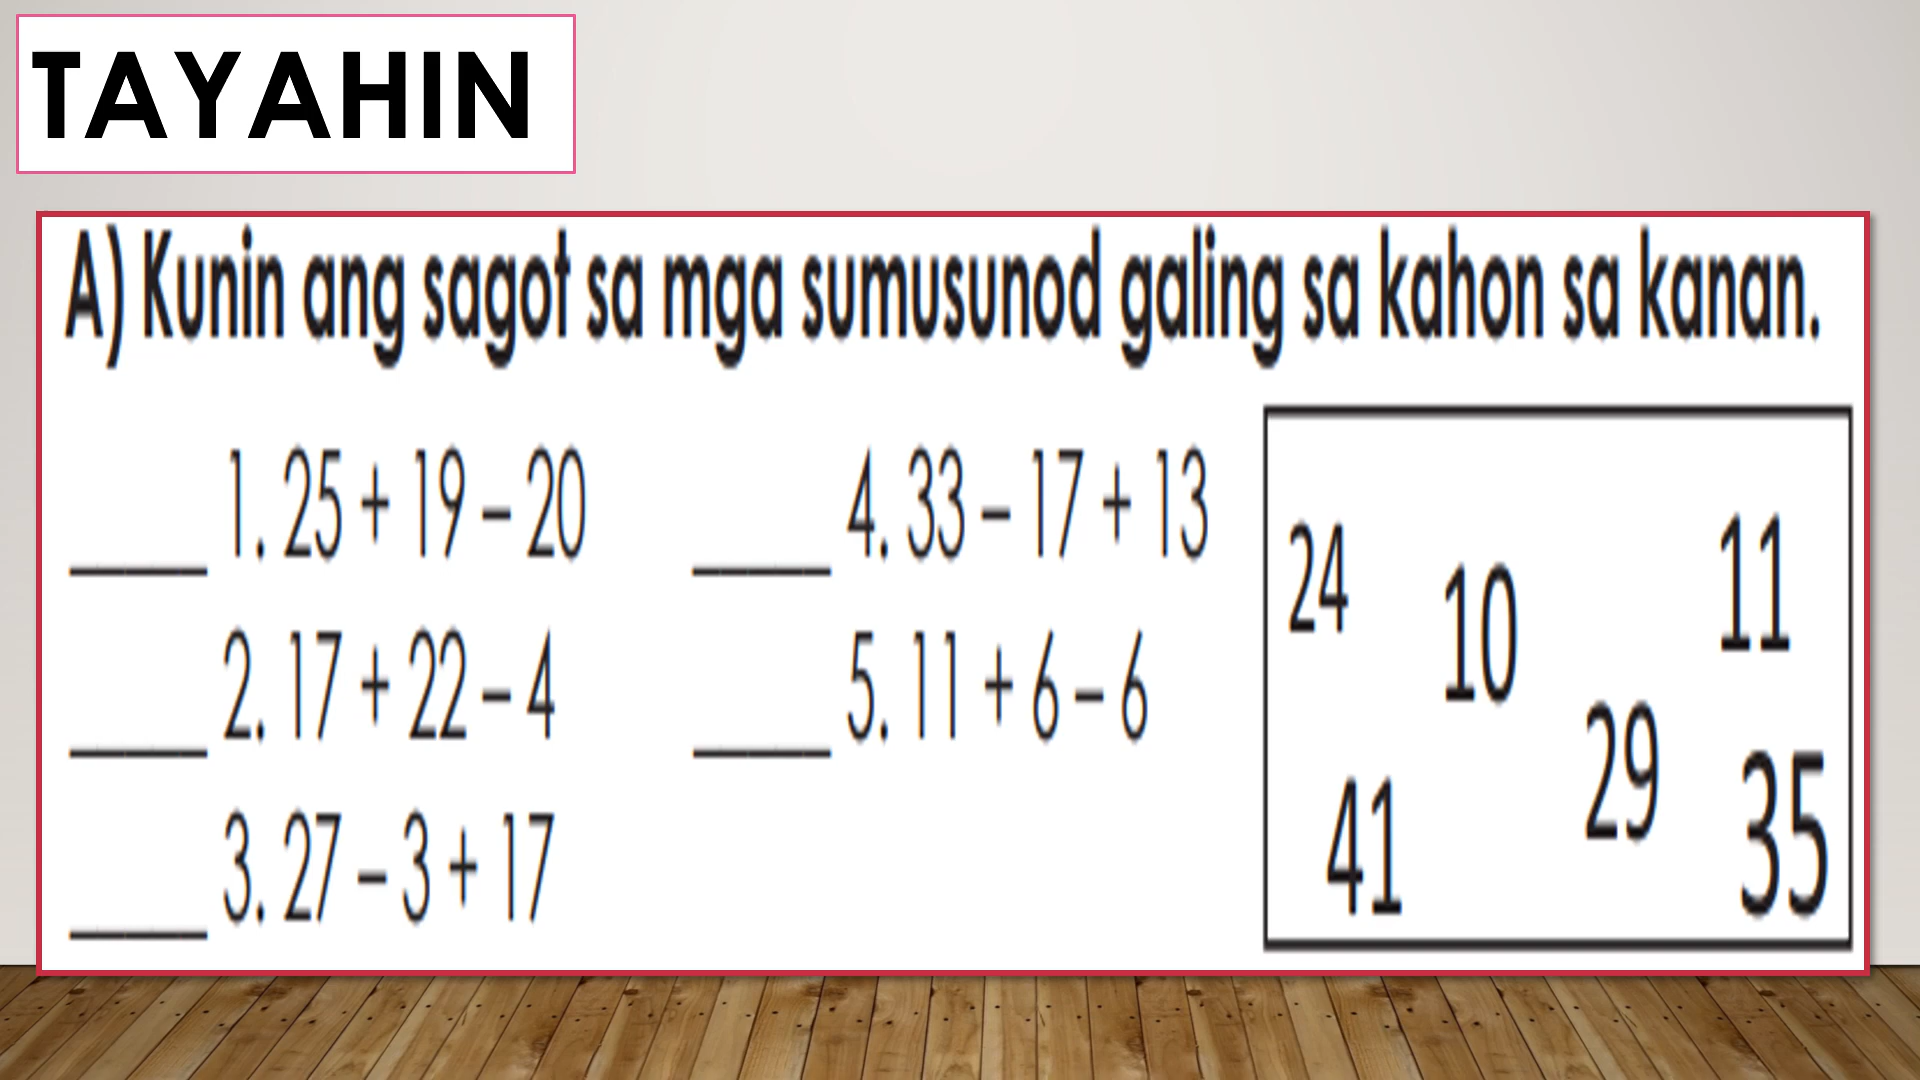 TAYAHIN
A) Kunin ang sagot sa mga sumusunod galing sa kahon sa kanan.
____ 1. 25 + 19 – 20
____ 2. 17 + 22 – 4
____ 3. 27 – 3 + 17
____ 4. 33 – 17 + 13
____ 5. 11 + 6 – 6
24
10
11
29
41
35